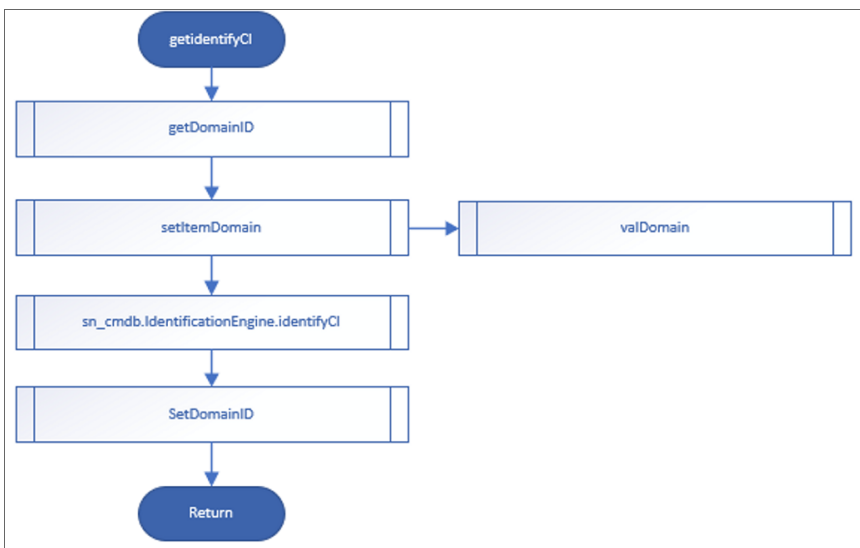 getidentifyCI
getDomainID
setItemDomain
valDomain
sn_cmdb.IdentificationEngine.identifyCI
SetDomainID
Return